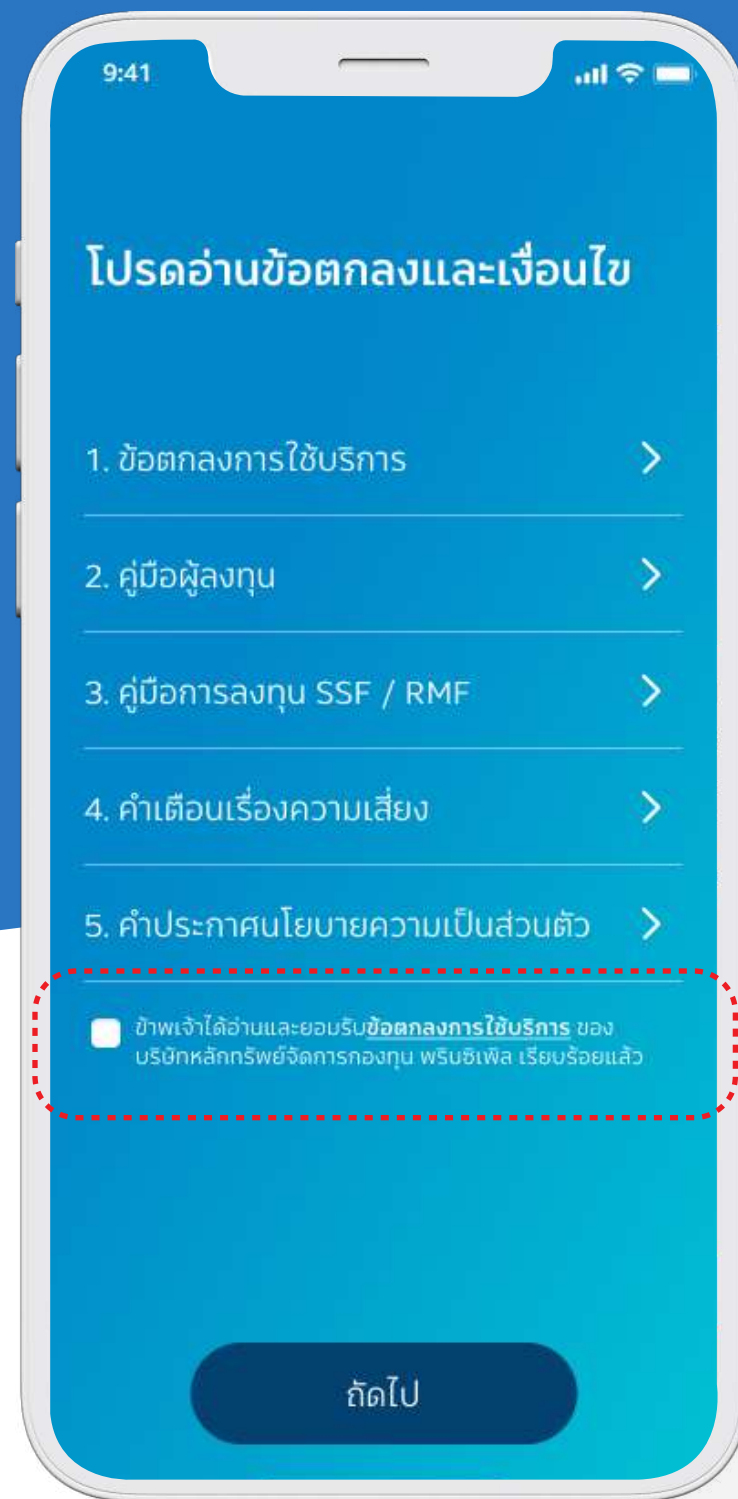 9:41
โปรดอ่านข้อตกลงและเงื่อนไข
1. ข้อตกลงการใช้บริการ
2. คู่มือผู้ลงทุน
3. คู่มือการลงทุน SSF / RMF
4. คำเตือนเรื่องความเสี่ยง
5. คำประกาศนโยบายความเป็นส่วนตัว
ข้าพเจ้าได้อ่านและยอมรับข้อตกลงการใช้บริการ ของ
บริษัทหลักทรัพย์จัดการกองทุน พรินซิเพิล เรียบร้อยแล้ว
ถัดไป